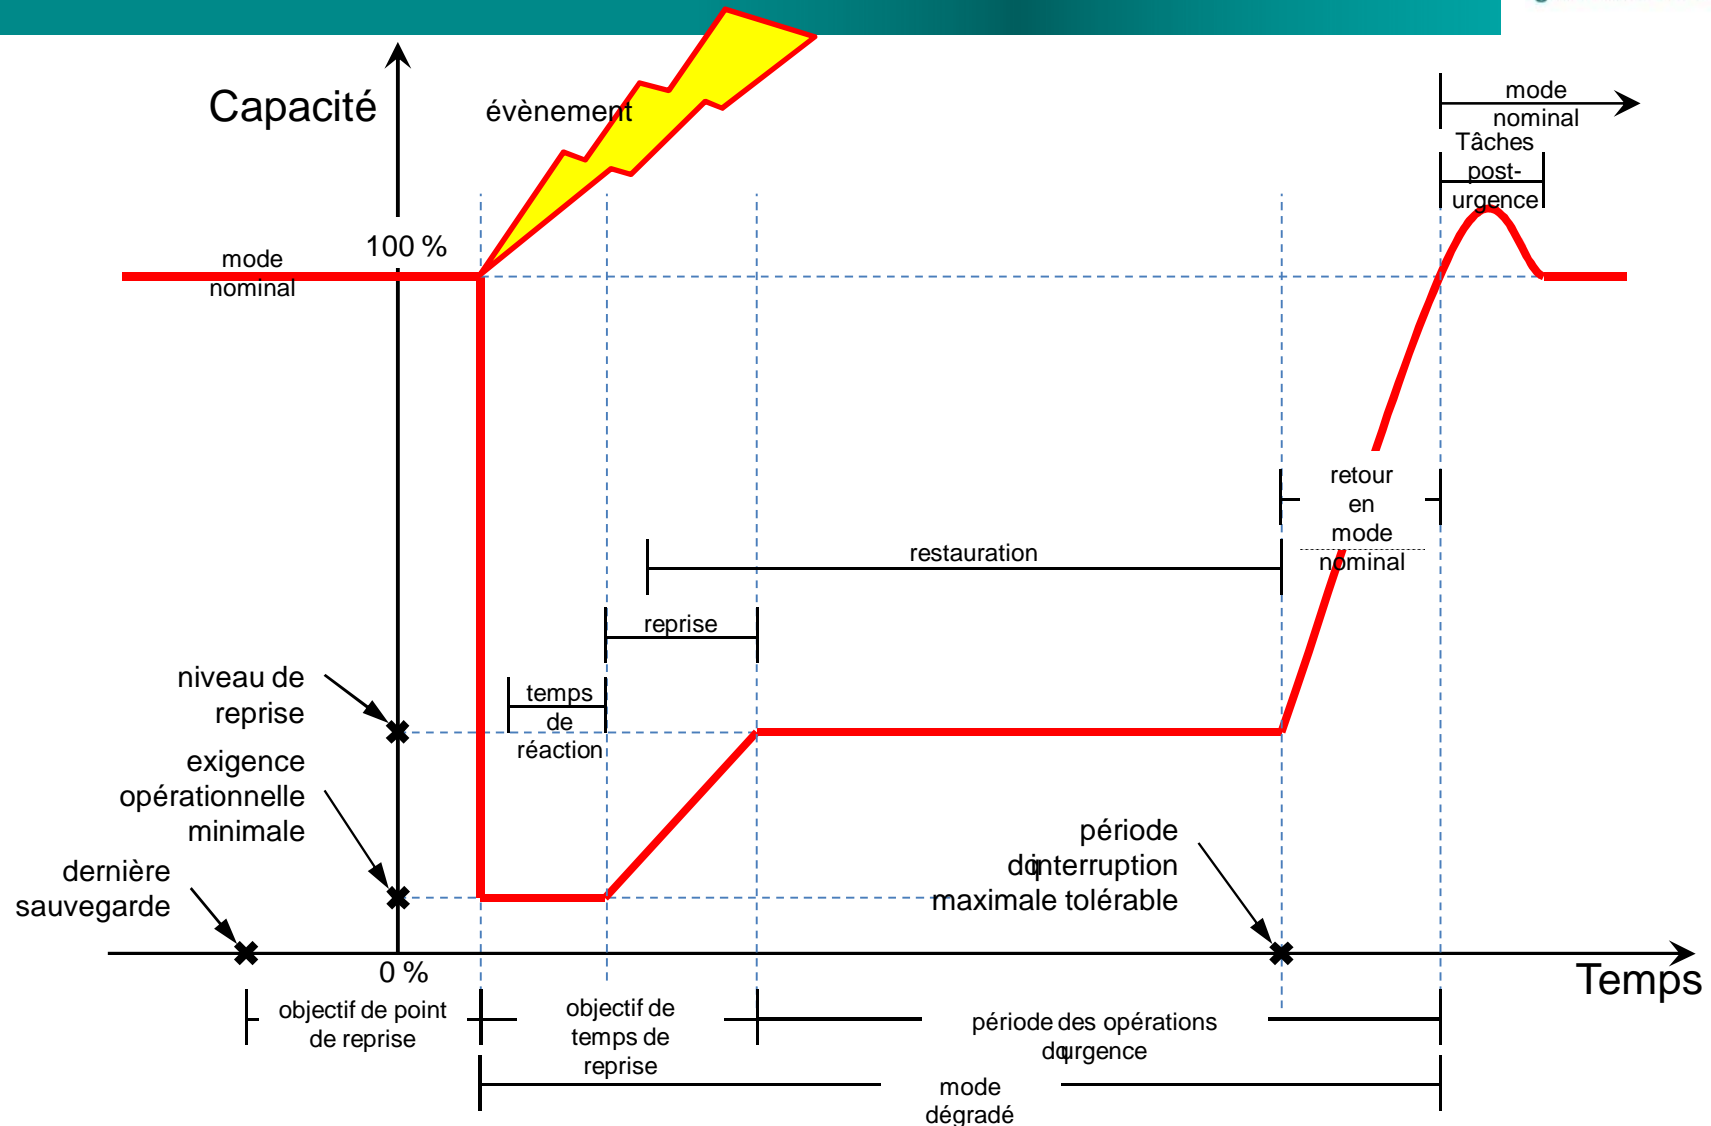 Capacité
évènement
mode
nominal
Tâches
post-
urgence
100 %
mode
nominal
retour
en
mode
nominal
restauration
reprise
temps
de
réaction
niveau de
reprise
exigence
opérationnelle
minimale
dernière
sauvegarde
période
interruption
maximale tolérable
0 %
Temps
objectif de point
de reprise
objectif de
temps de
reprise
période des opérations
urgence
mode
dégradé